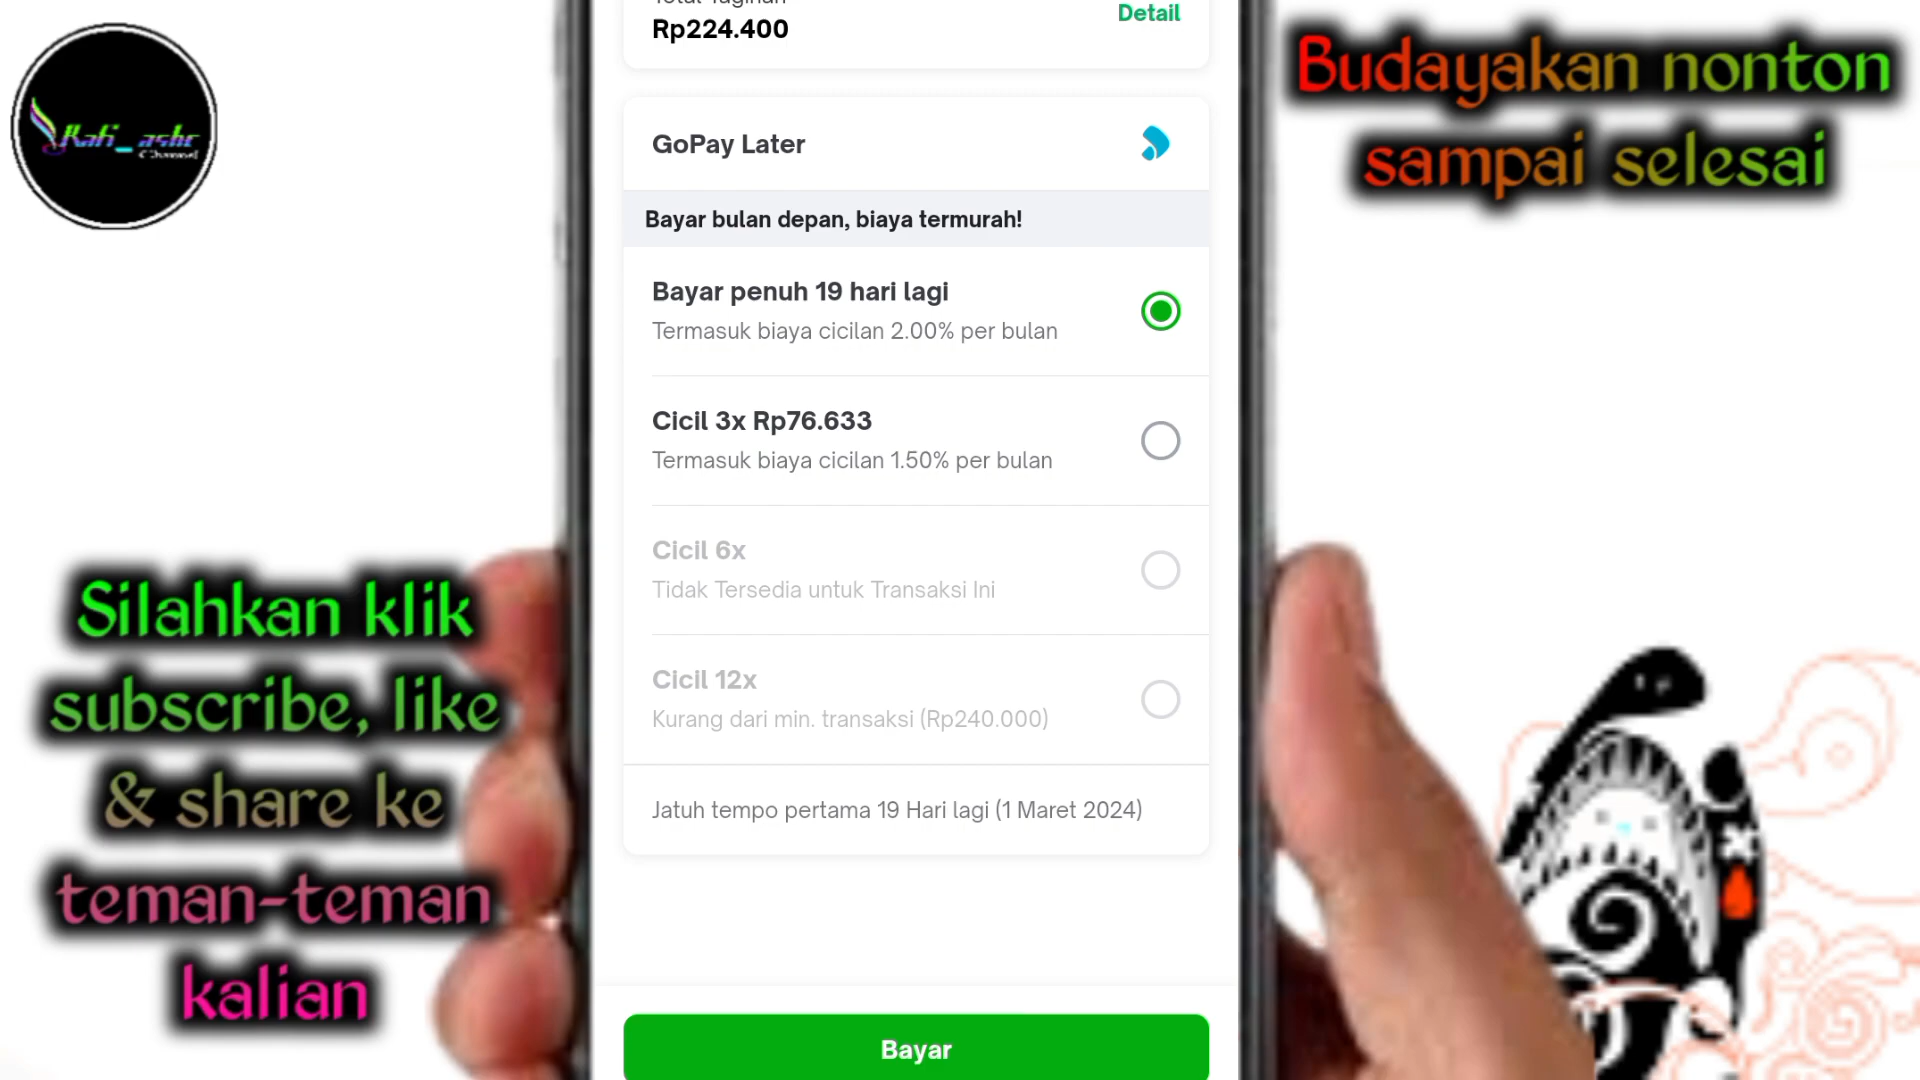 Total Tagihan
Rp224.400
Detail
GoPay Later
Bayar bulan depan, biaya termurah!
Bayar penuh 19 hari lagi
Termasuk biaya cicilan 2.00% per bulan
Cicil 3x Rp76.633
Termasuk biaya cicilan 1.50% per bulan
Cicil 6x
Tidak Tersedia untuk Transaksi Ini
Cicil 12x
Kurang dari min. transaksi (Rp240.000)
Jatuh tempo pertama 19 Hari lagi (1 Maret 2024)
Bayar
Budayakan nonton
sampai selesai
Silahkan klik
subscribe, like
& share ke
teman-teman
kalian
Channel